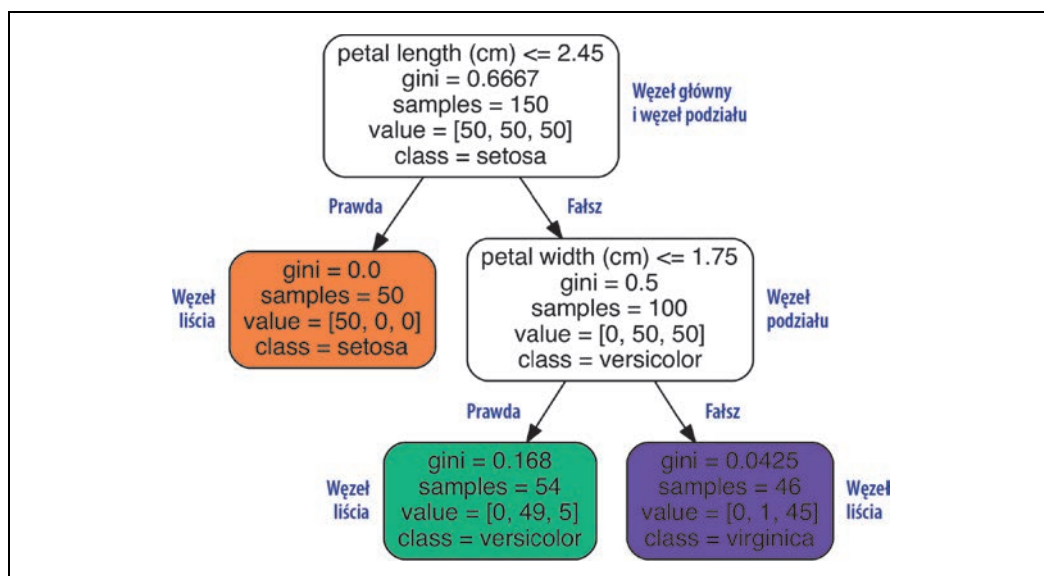 petal length (cm) <= 2.45
gini = 0.6667
samples = 150
value = [50, 50, 50]
class = setosa
Węzeł główny
i węzeł podziału
Prawda
Fałsz
Węzeł
liścia
gini = 0.0
samples = 50
value = [50, 0, 0]
class = setosa
petal width (cm) <= 1.75
gini = 0.5
samples = 100
value = [0, 50, 50]
class = versicolor
Węzeł
podziału
Prawda
Fałsz
Węzeł
liścia
gini = 0.168
samples = 54
value = [0, 49, 5]
class = versicolor
gini = 0.0425
samples = 46
value = [0, 1, 45]
class = virginica
Węzeł
liścia